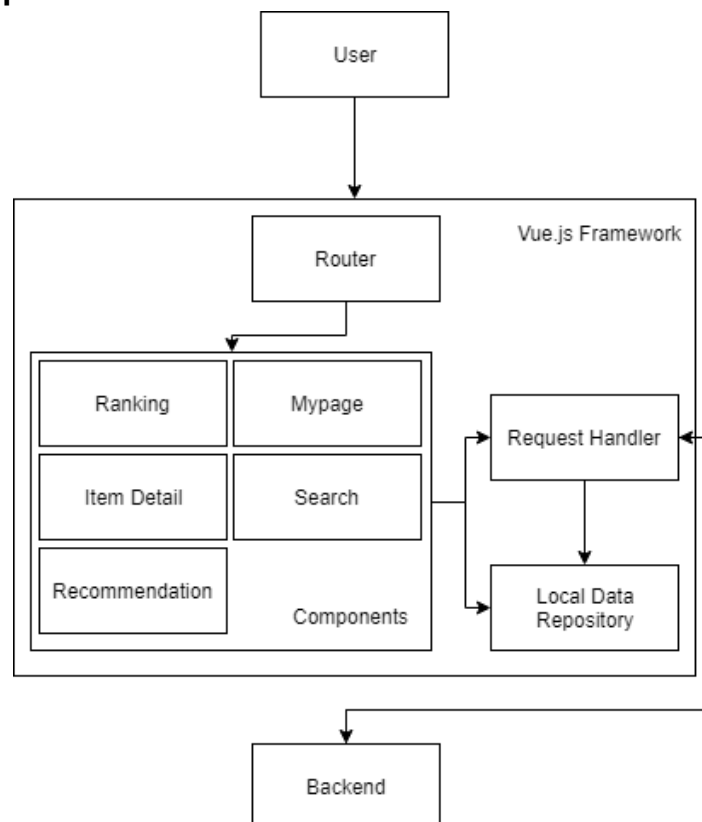 User
Vue.js Framework
Router
Ranking
Mypage
Request Handler
Item Detail
Search
Recommendation
Local Data
Repository
Components
Backend